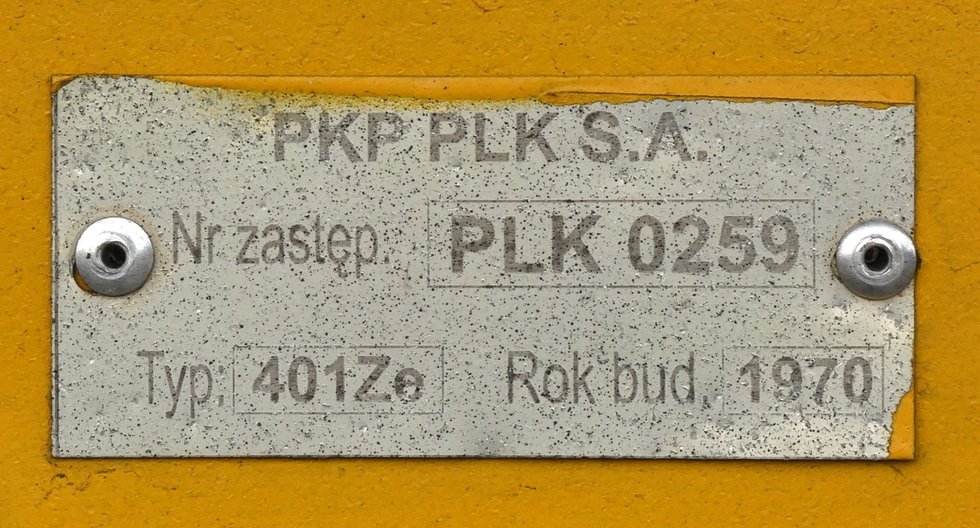 PKP PLK S.A.
Nr zastęp. PLK 0259
Typ: 401Ze Rok bud. 1970